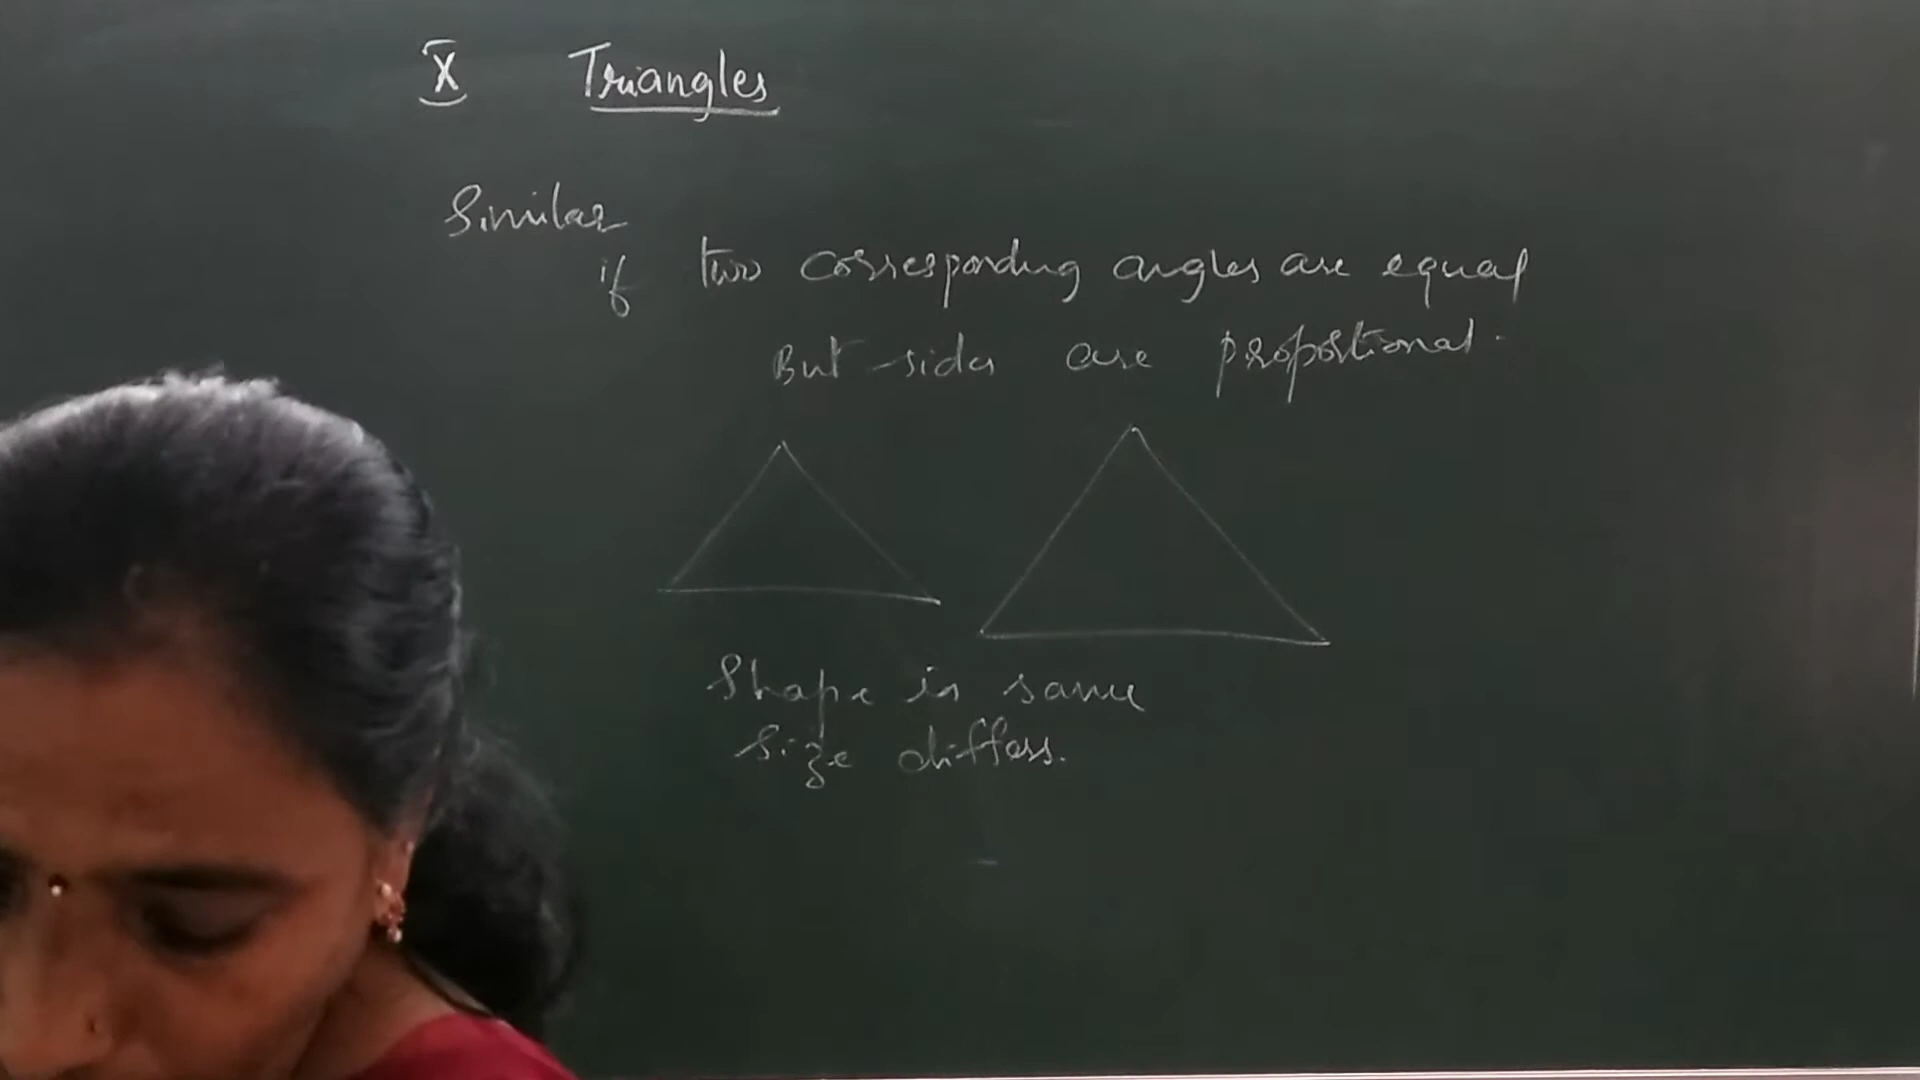 X Triangles
Similar
if two corresponding angles are equal
But sides are proportional.
Shape is same
Size differs.